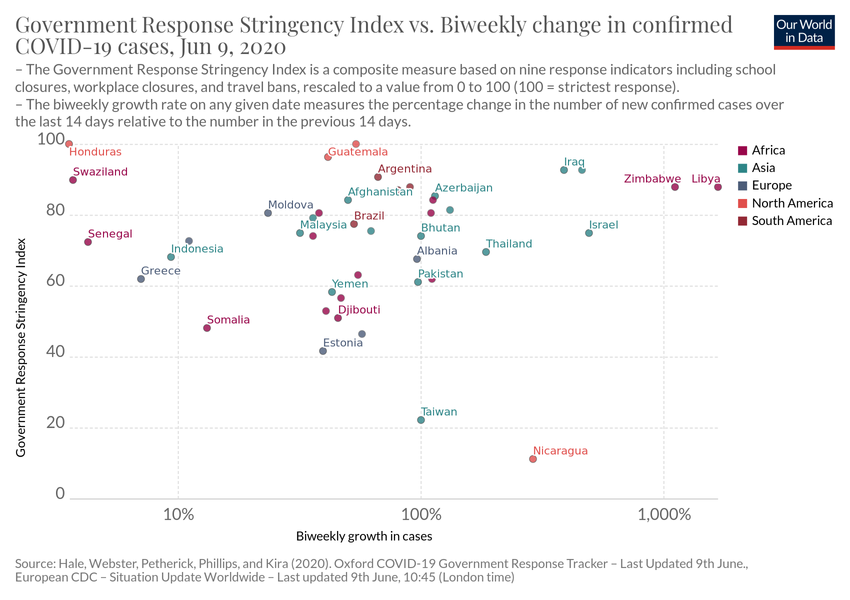 Government Response Stringency Index vs. Biweekly change in confirmed
COVID-19 cases, Jun 9, 2020
Our World
in Data
– The Government Response Stringency Index is a composite measure based on nine response indicators including school
closures, workplace closures, and travel bans, rescaled to a value from 0 to 100 (100 = strictest response).
– The biweekly growth rate on any given date measures the percentage change in the number of new confirmed cases over
the last 14 days relative to the number in the previous 14 days.
100
Honduras
Guatemala
Africa
Iraq
Argentina
Asia
Swaziland
Zimbabwe
Libya
Azerbaijan
Europe
Afghanistan
Moldova
North America
80
Brazil
South America
Malaysia
Bhutan
Israel
Senegal
Indonesia
Albania
Thailand
Greece
Pakistan
60
Yemen
Somalia
Djibouti
Estonia
40
Taiwan
20
Nicaragua
0
10%
100%
1,000%
Government Response Stringency Index
Biweekly growth in cases
Source: Hale, Webster, Petherick, Phillips, and Kira (2020). Oxford COVID-19 Government Response Tracker – Last Updated 9th June.,
European CDC – Situation Update Worldwide – Last updated 9th June, 10:45 (London time)